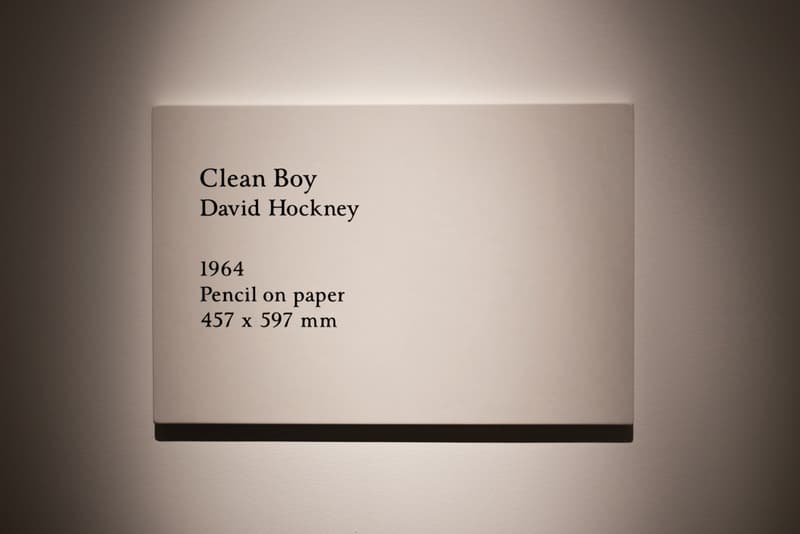 Clean Boy
David Hockney
1964
Pencil on paper
457 x 597 mm